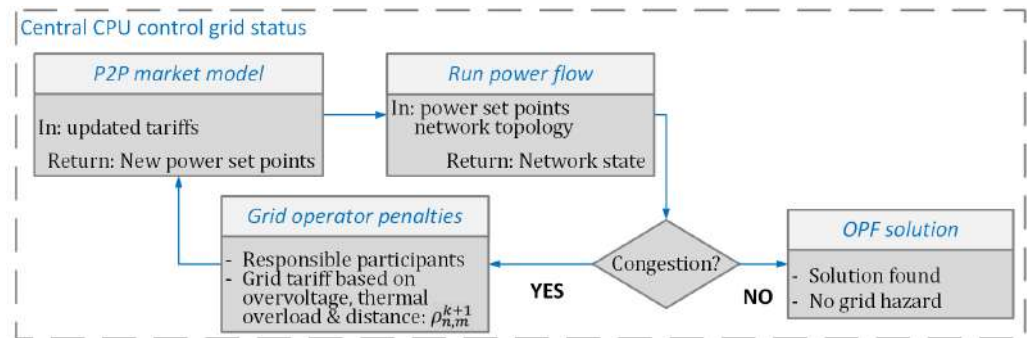 Central CPU control grid status
P2P market model
In: updated tariffs
Return: New power set points
Run power flow
In: power set points
network topology
Return: Network state
Congestion?
YES
NO
Grid operator penalties
- Responsible participants
- Grid tariff based on
overvoltage, thermal
overload & distance: ρₙ,ₘᵏ⁺¹
OPF solution
- Solution found
- No grid hazard